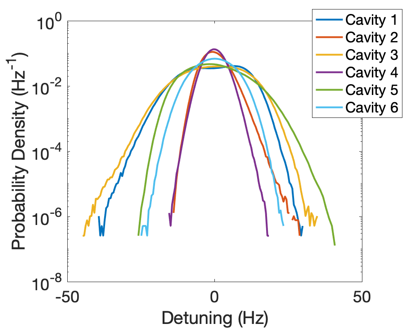 10^0
10^-2
10^-4
10^-6
10^-8
Probability Density (Hz^-1)
-50
0
50
Detuning (Hz)
Cavity 1
Cavity 2
Cavity 3
Cavity 4
Cavity 5
Cavity 6